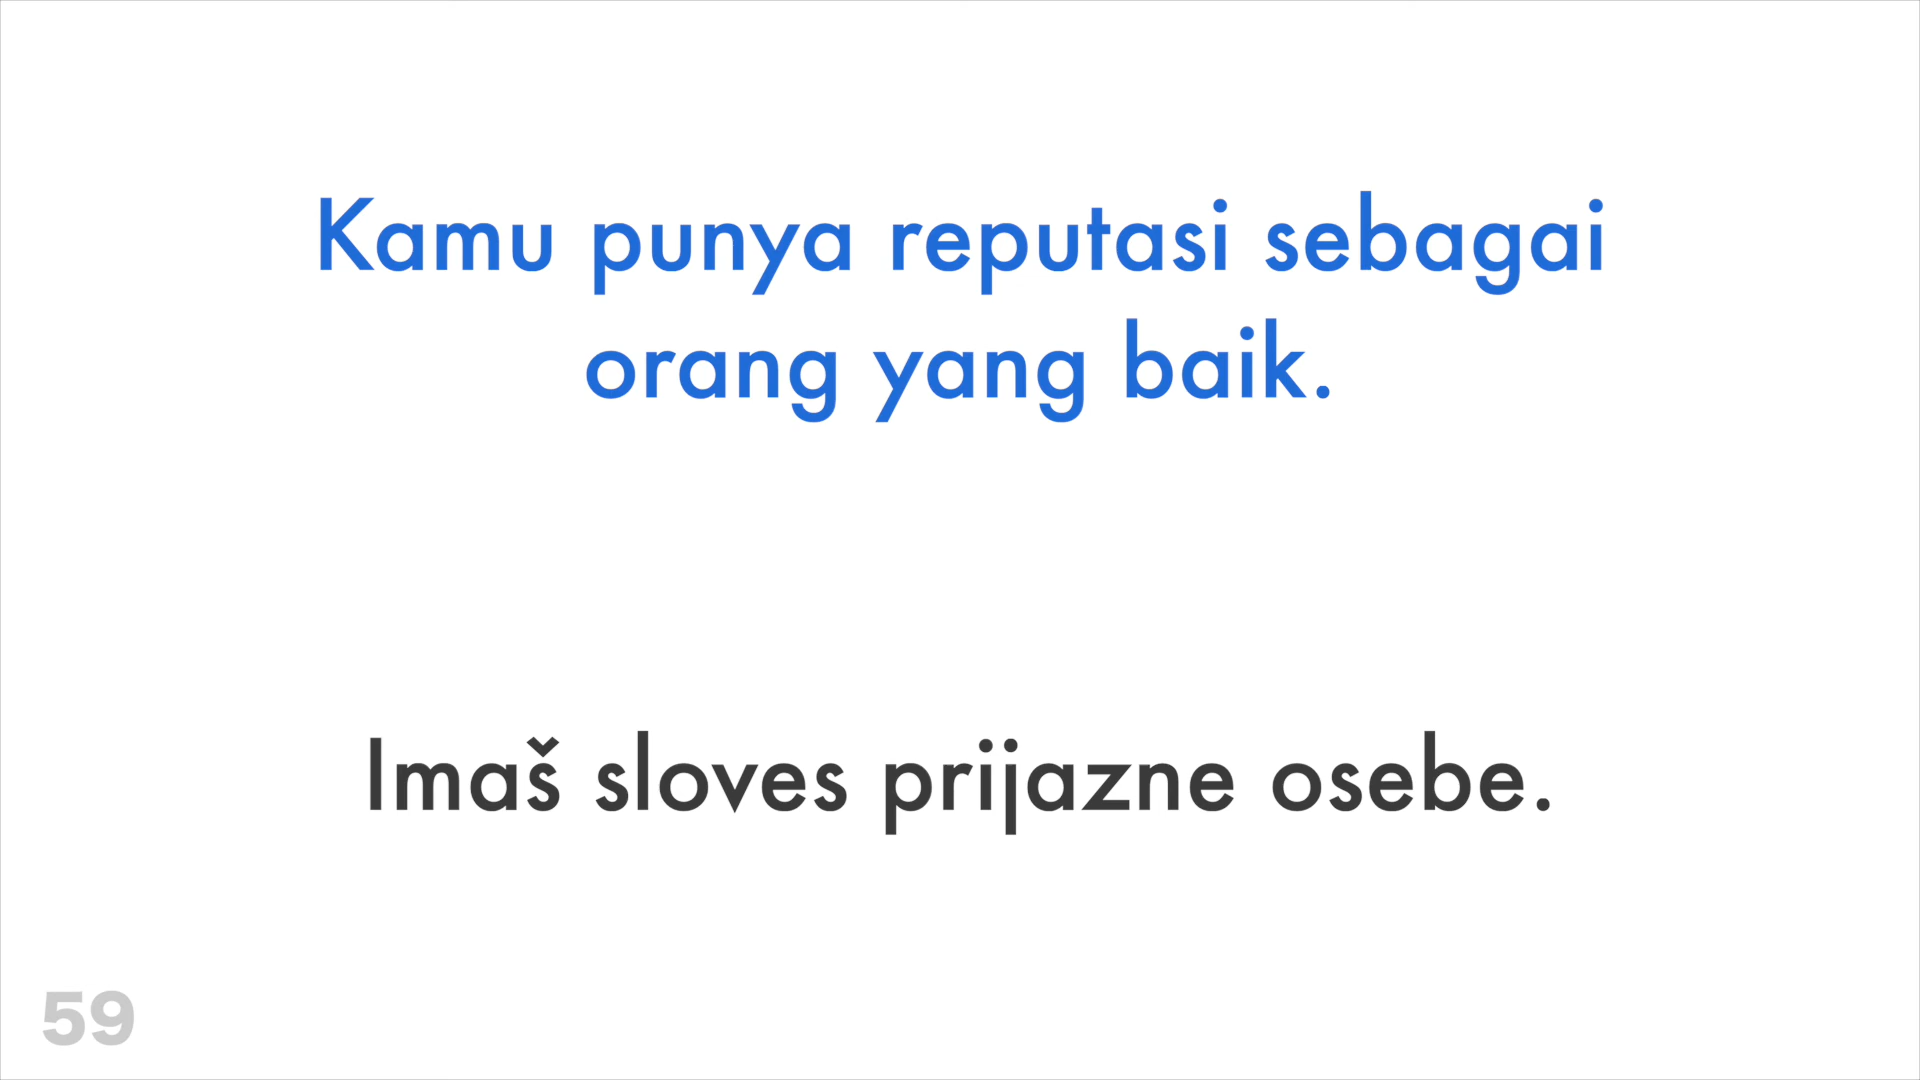 Kamu punya reputasi sebagai
orang yang baik.
Imaš sloves prijazne osebe.
59